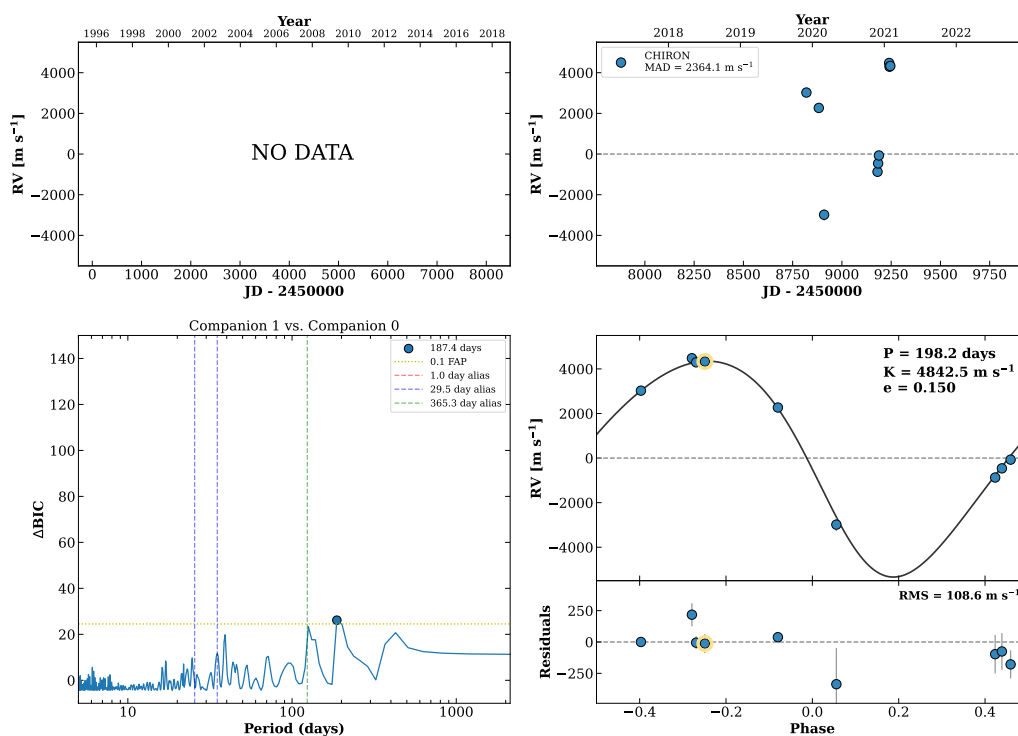 Year
1996 1998 2000 2002 2004 2006 2008 2010 2012 2014 2016 2018
RV [m s⁻¹]
4000
2000
0
−2000
−4000
NO DATA
0 1000 2000 3000 4000 5000 6000 7000 8000
JD - 2450000
Year
2018 2019 2020 2021 2022
RV [m s⁻¹]
4000
2000
0
−2000
−4000
CHIRON
MAD = 2364.1 m s⁻¹
8000 8250 8500 8750 9000 9250 9500 9750
JD - 2450000
Companion 1 vs. Companion 0
ΔBIC
140
120
100
80
60
40
20
0
187.4 days
0.1 FAP
1.0 day alias
29.5 day alias
365.3 day alias
10 100 1000
Period (days)
RV [m s⁻¹]
4000
2000
0
−2000
−4000
P = 198.2 days
K = 4842.5 m s⁻¹
e = 0.150
Residuals
250
0
−250
RMS = 108.6 m s⁻¹
−0.4 −0.2 0.0 0.2 0.4
Phase